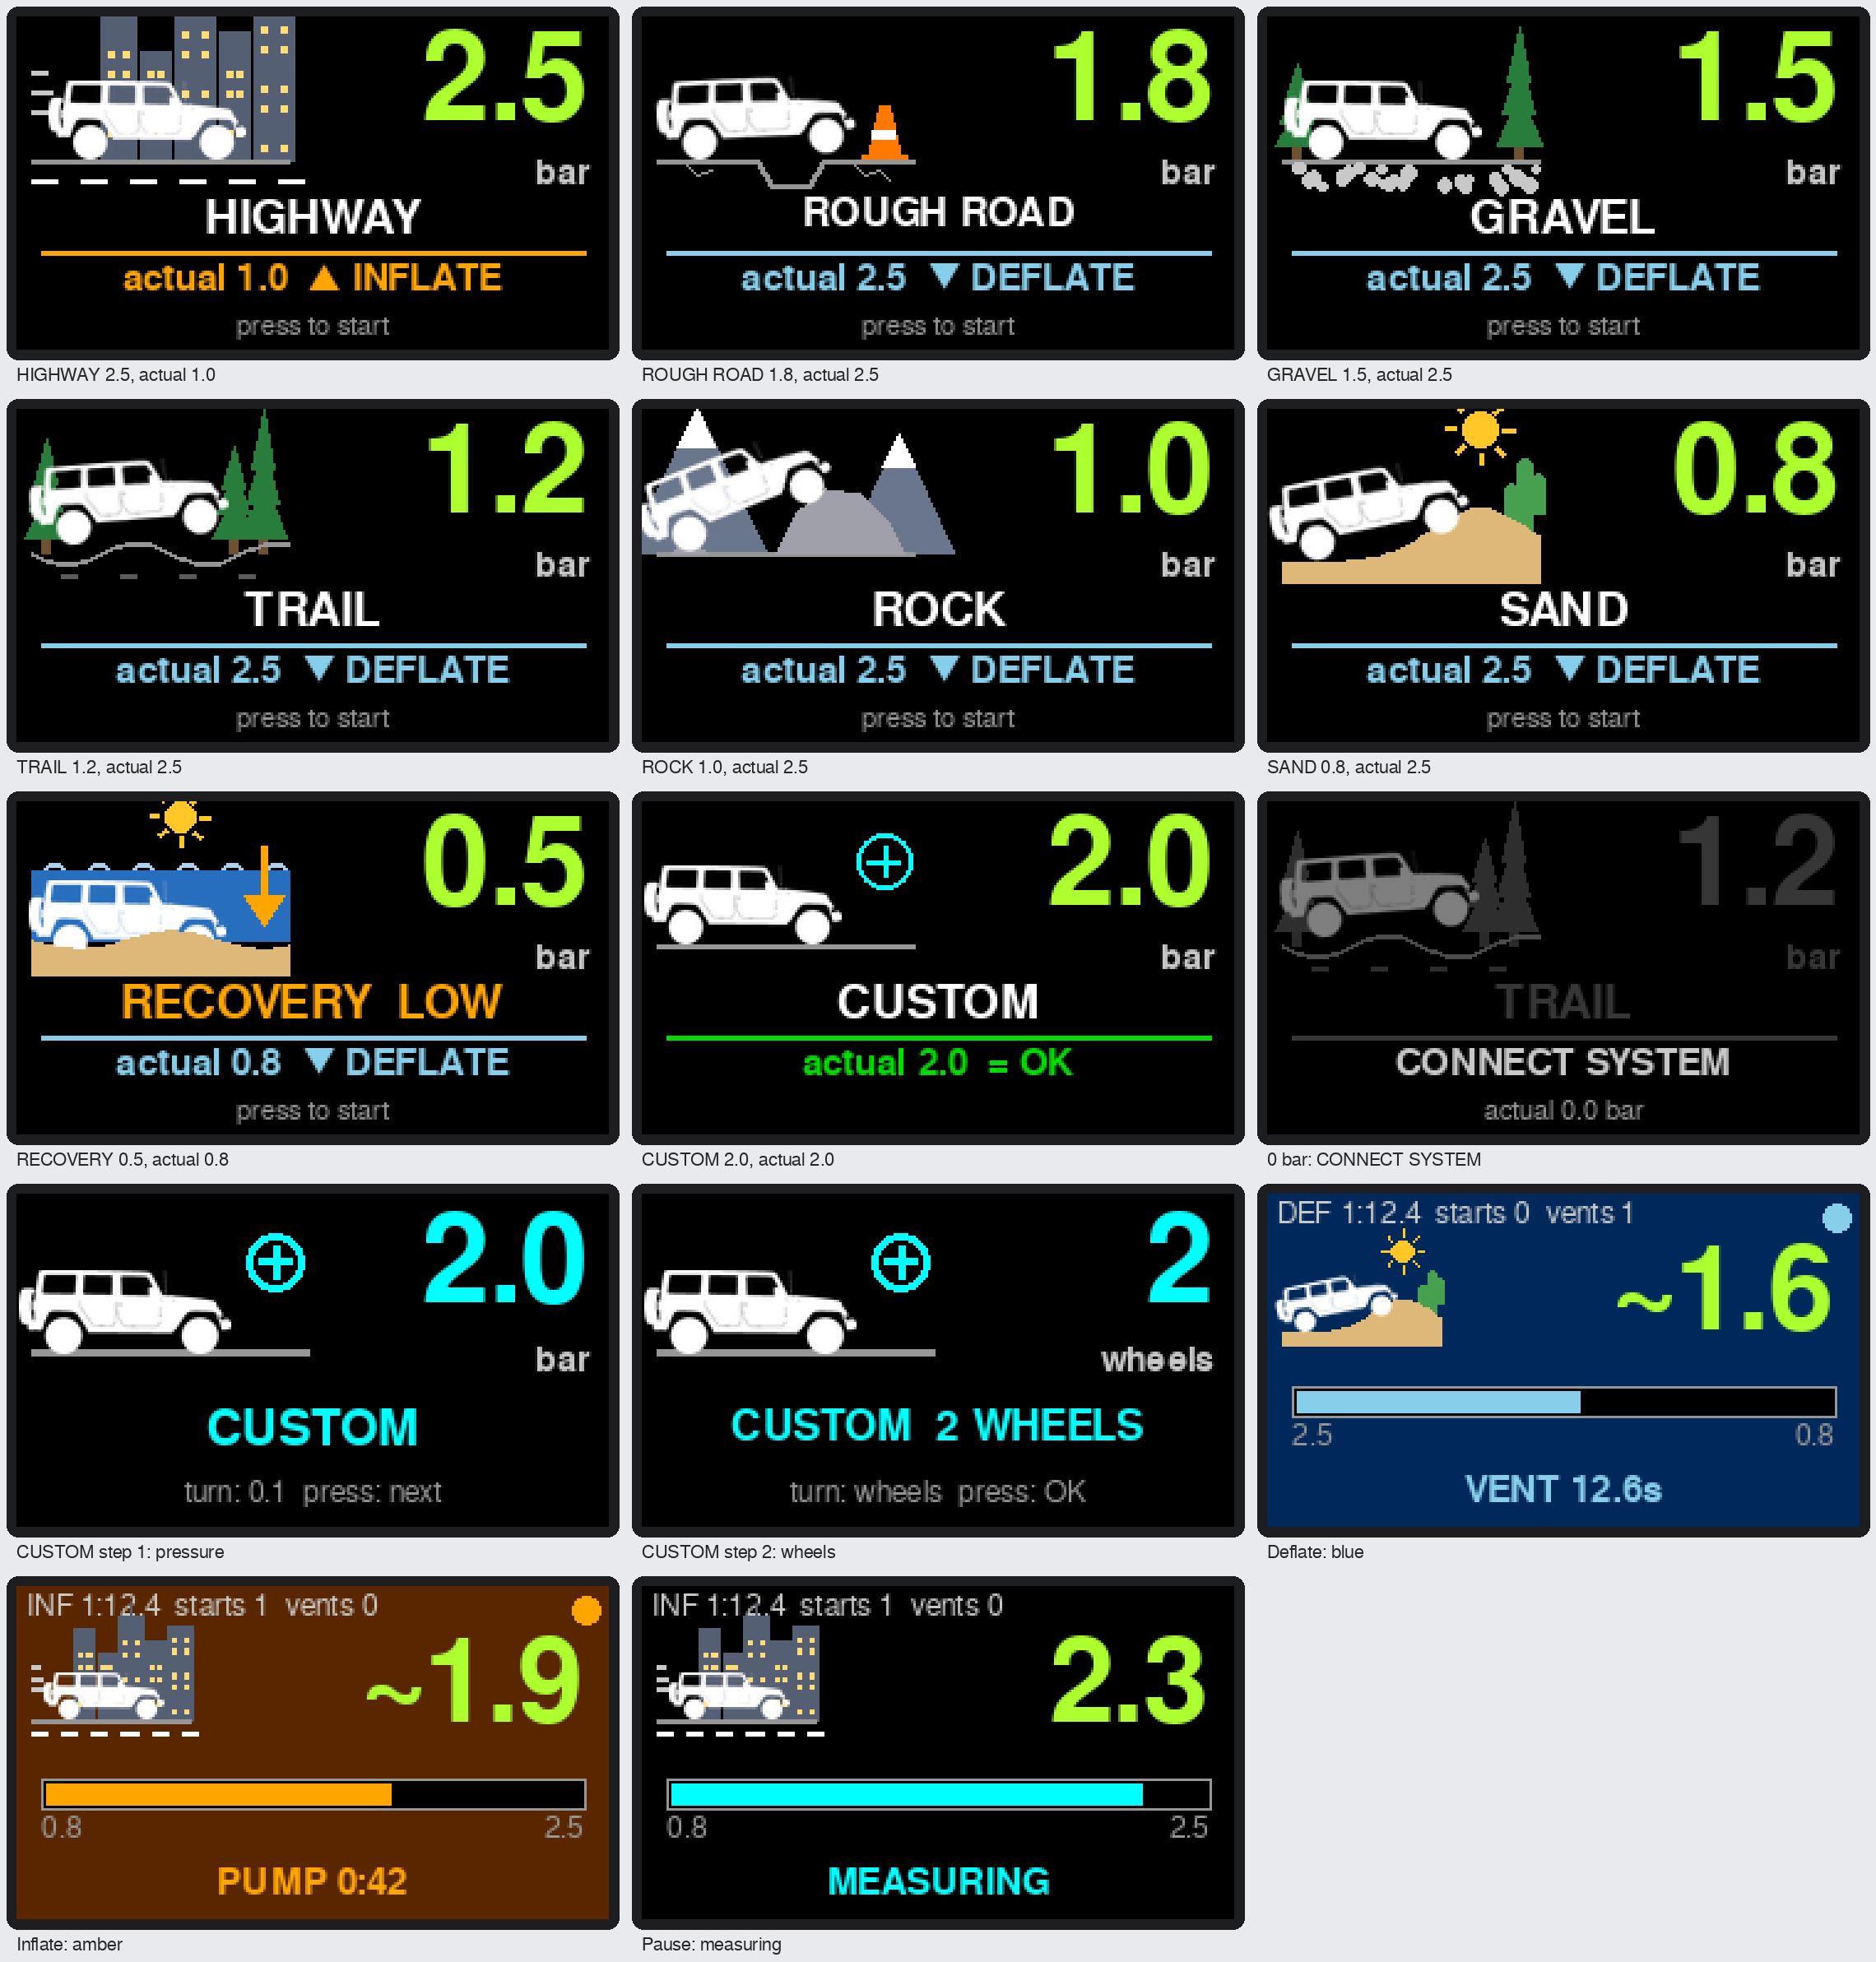 2.5
bar
HIGHWAY
actual 1.0 ▲ INFLATE
press to start
HIGHWAY 2.5, actual 1.0
1.8
bar
ROUGH ROAD
actual 2.5 ▼ DEFLATE
press to start
ROUGH ROAD 1.8, actual 2.5
1.5
bar
GRAVEL
actual 2.5 ▼ DEFLATE
press to start
GRAVEL 1.5, actual 2.5
1.2
bar
TRAIL
actual 2.5 ▼ DEFLATE
press to start
TRAIL 1.2, actual 2.5
1.0
bar
ROCK
actual 2.5 ▼ DEFLATE
press to start
ROCK 1.0, actual 2.5
0.8
bar
SAND
actual 2.5 ▼ DEFLATE
press to start
SAND 0.8, actual 2.5
0.5
bar
RECOVERY LOW
actual 0.8 ▼ DEFLATE
press to start
RECOVERY 0.5, actual 0.8
2.0
bar
CUSTOM
actual 2.0 = OK
CUSTOM 2.0, actual 2.0
1.2
bar
TRAIL
CONNECT SYSTEM
actual 0.0 bar
0 bar: CONNECT SYSTEM
2.0
bar
CUSTOM
turn: 0.1 press: next
CUSTOM step 1: pressure
2
wheels
CUSTOM 2 WHEELS
turn: wheels press: OK
CUSTOM step 2: wheels
DEF 1:12.4 starts 0 vents 1
~1.6
2.5 0.8
VENT 12.6s
Deflate: blue
INF 1:12.4 starts 1 vents 0
~1.9
0.8 2.5
PUMP 0:42
Inflate: amber
INF 1:12.4 starts 1 vents 0
2.3
0.8 2.5
MEASURING
Pause: measuring